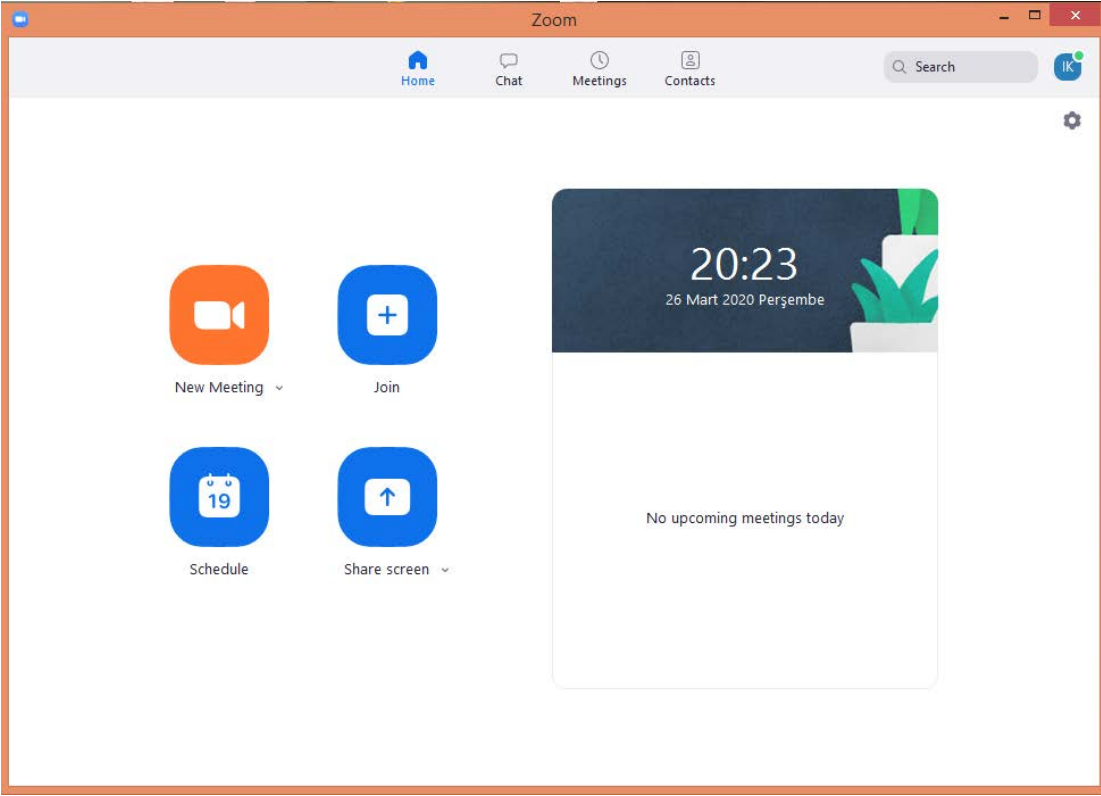 Zoom
Home
Chat
Meetings
Contacts
Search
IK
20:23
26 Mart 2020 Perşembe
New Meeting
Join
19
Schedule
Share screen
No upcoming meetings today